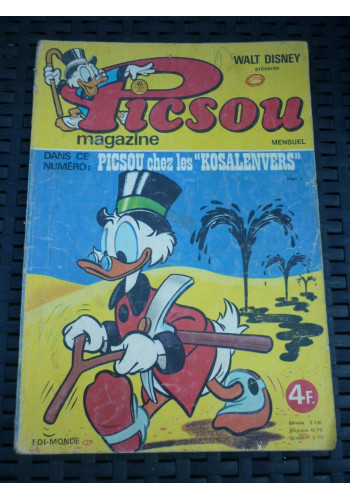 WALT DISNEY
présente
Picsou
magazine
MENSUEL
DANS CE
NUMÉRO:
PICSOU chez les "KOSALENVERS"
4F.
EDI-MONDE